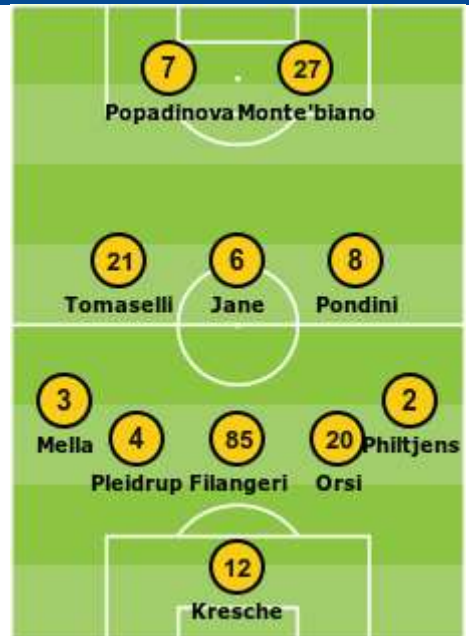 7 27
Popadinova Monte'biano
21 6 8
Tomaselli Jane Pondini
3 2
Mella Philtjens
4 85 20
Pleidrup Filangeri Orsi
12
Kresche